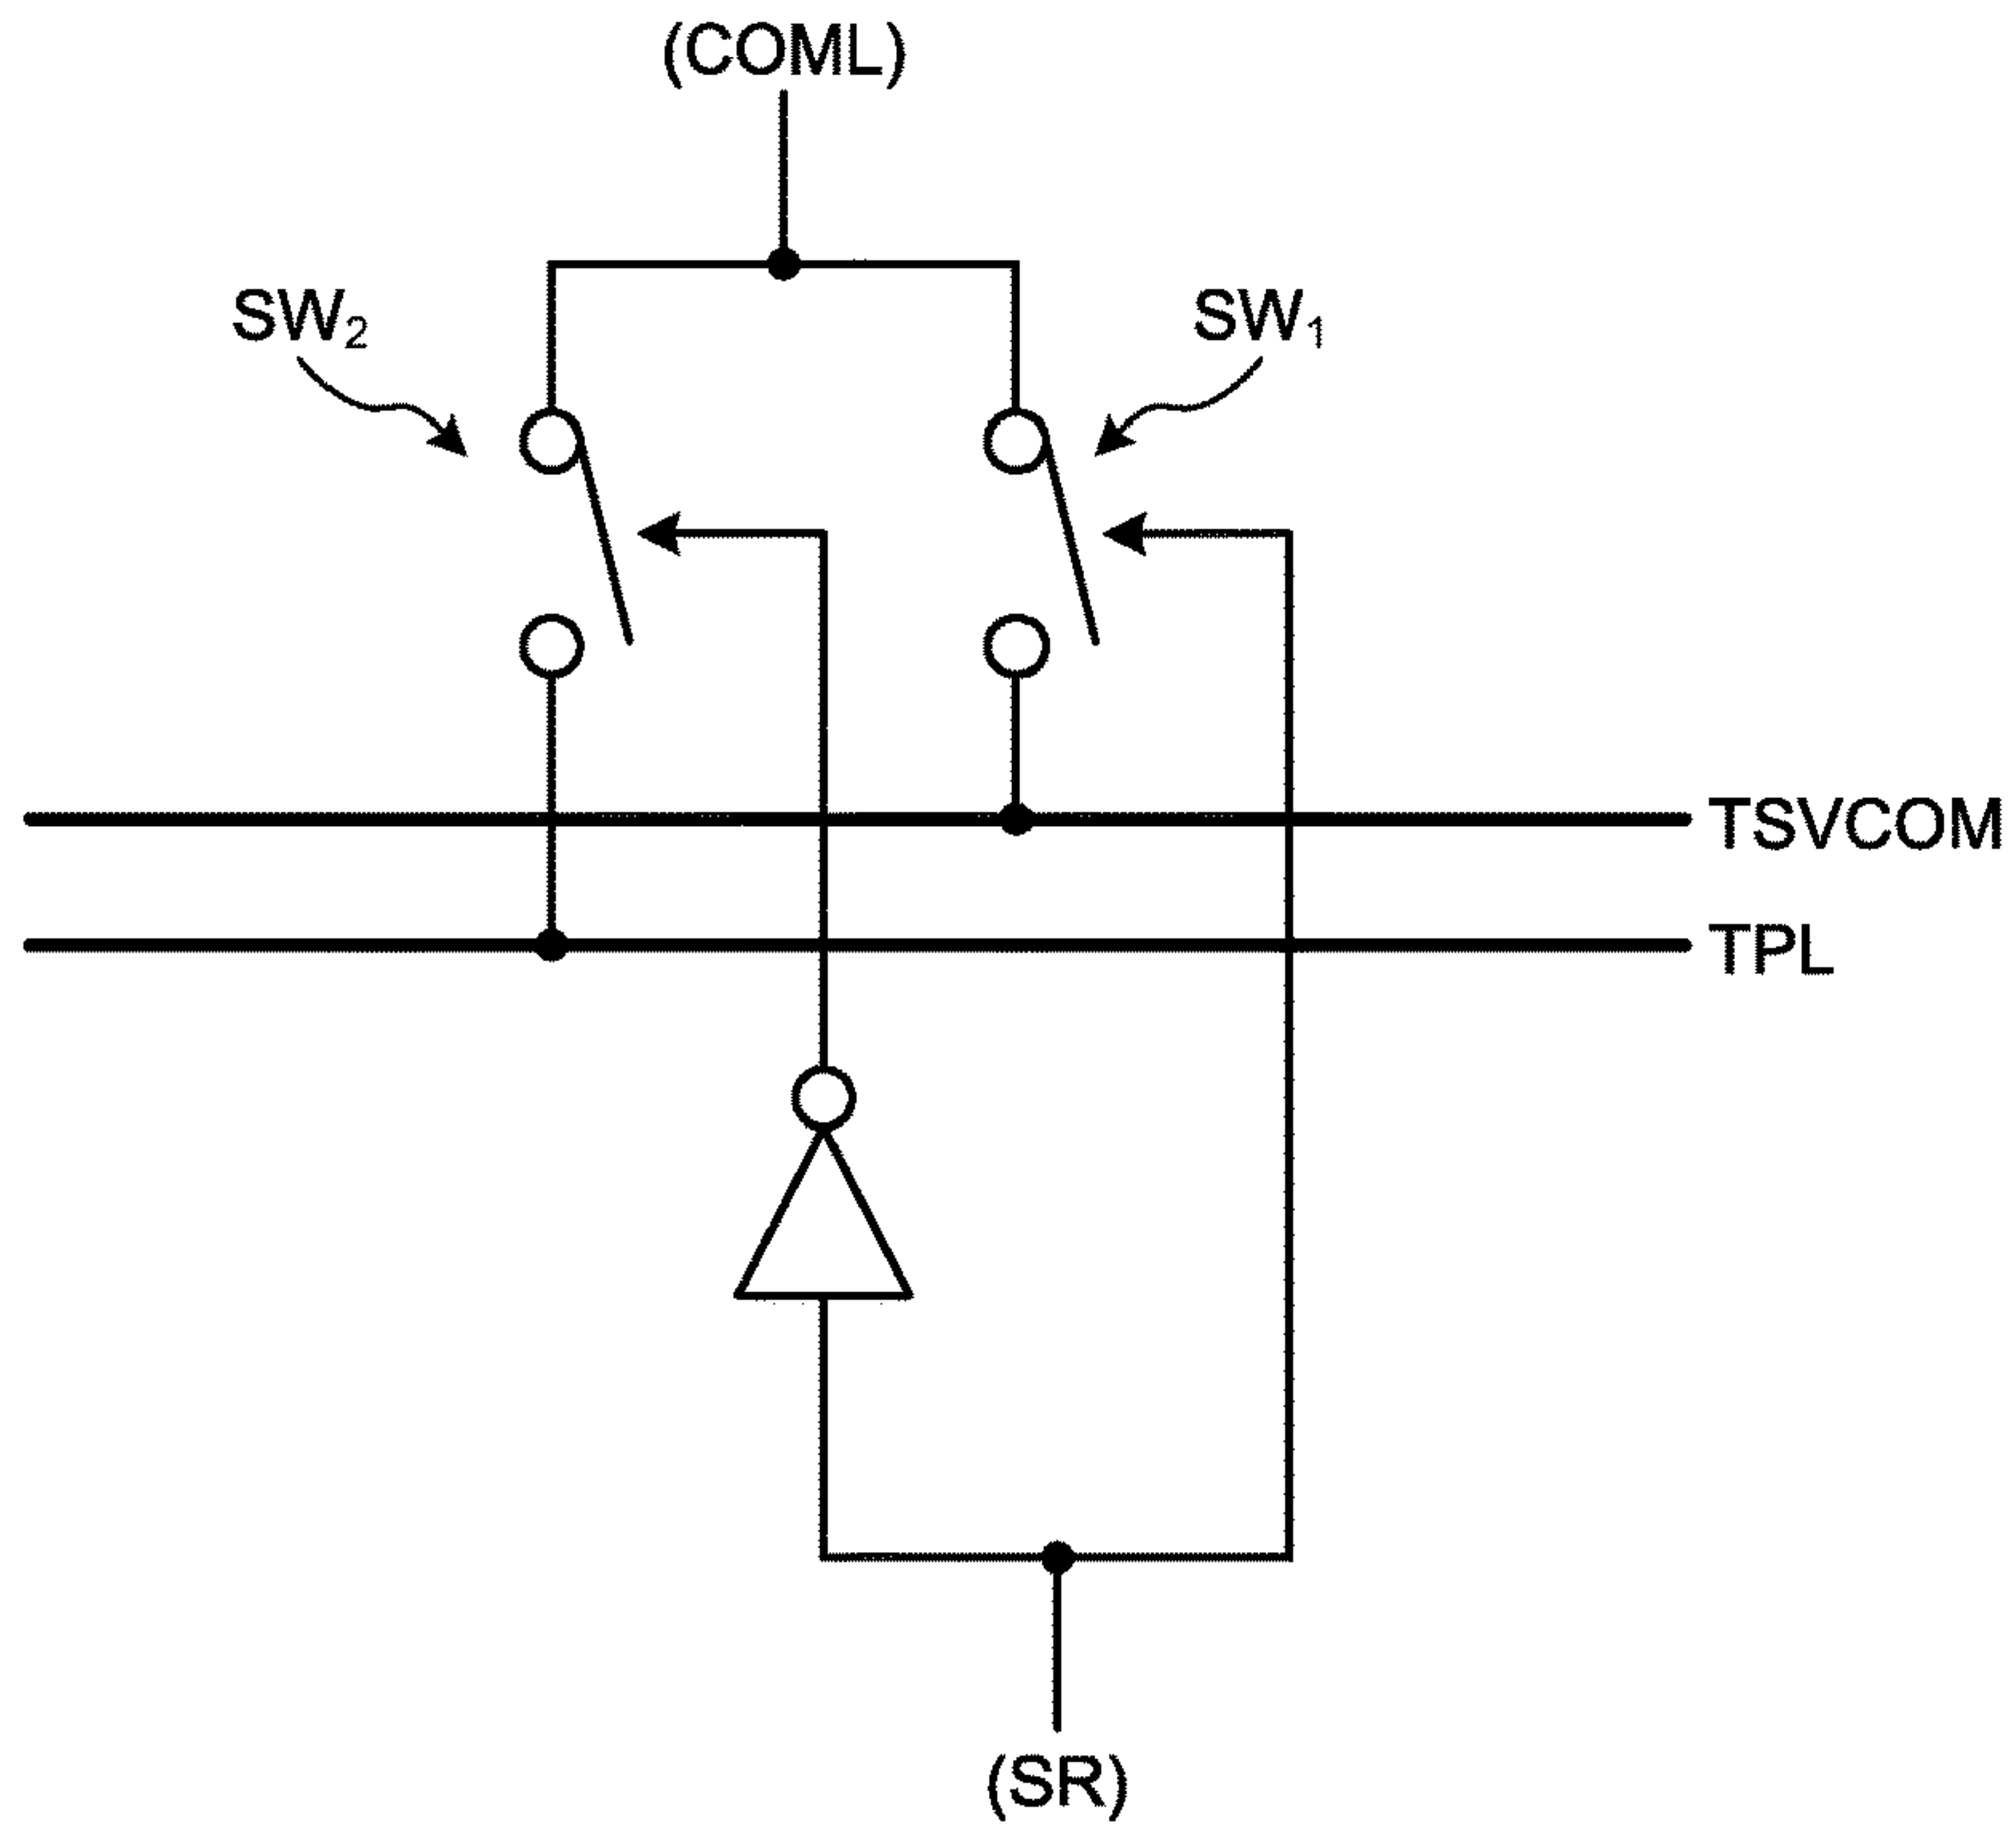 (COML)
SW₂
SW₁
TSVCOM
TPL
(SR)